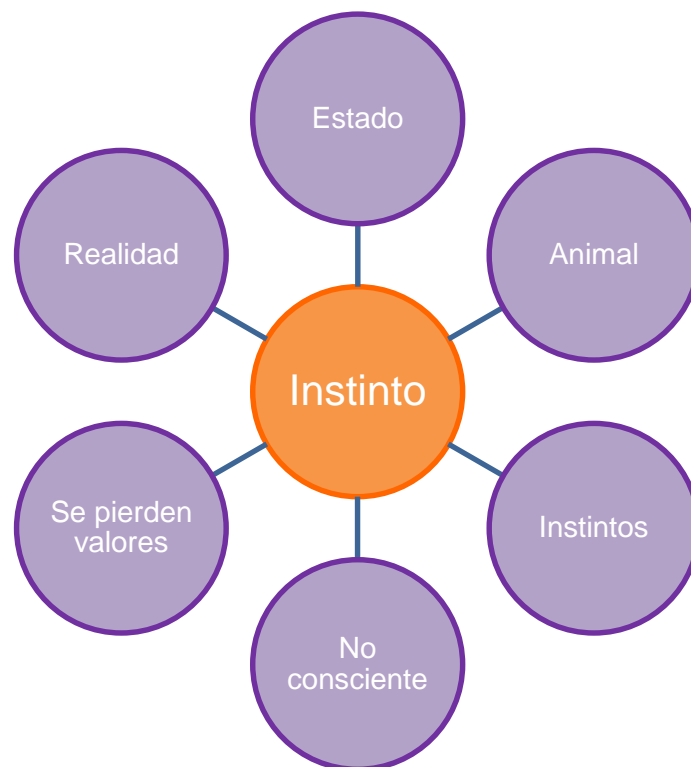 Estado
Realidad
Animal
Instinto
Se pierden
valores
Instintos
No
consciente